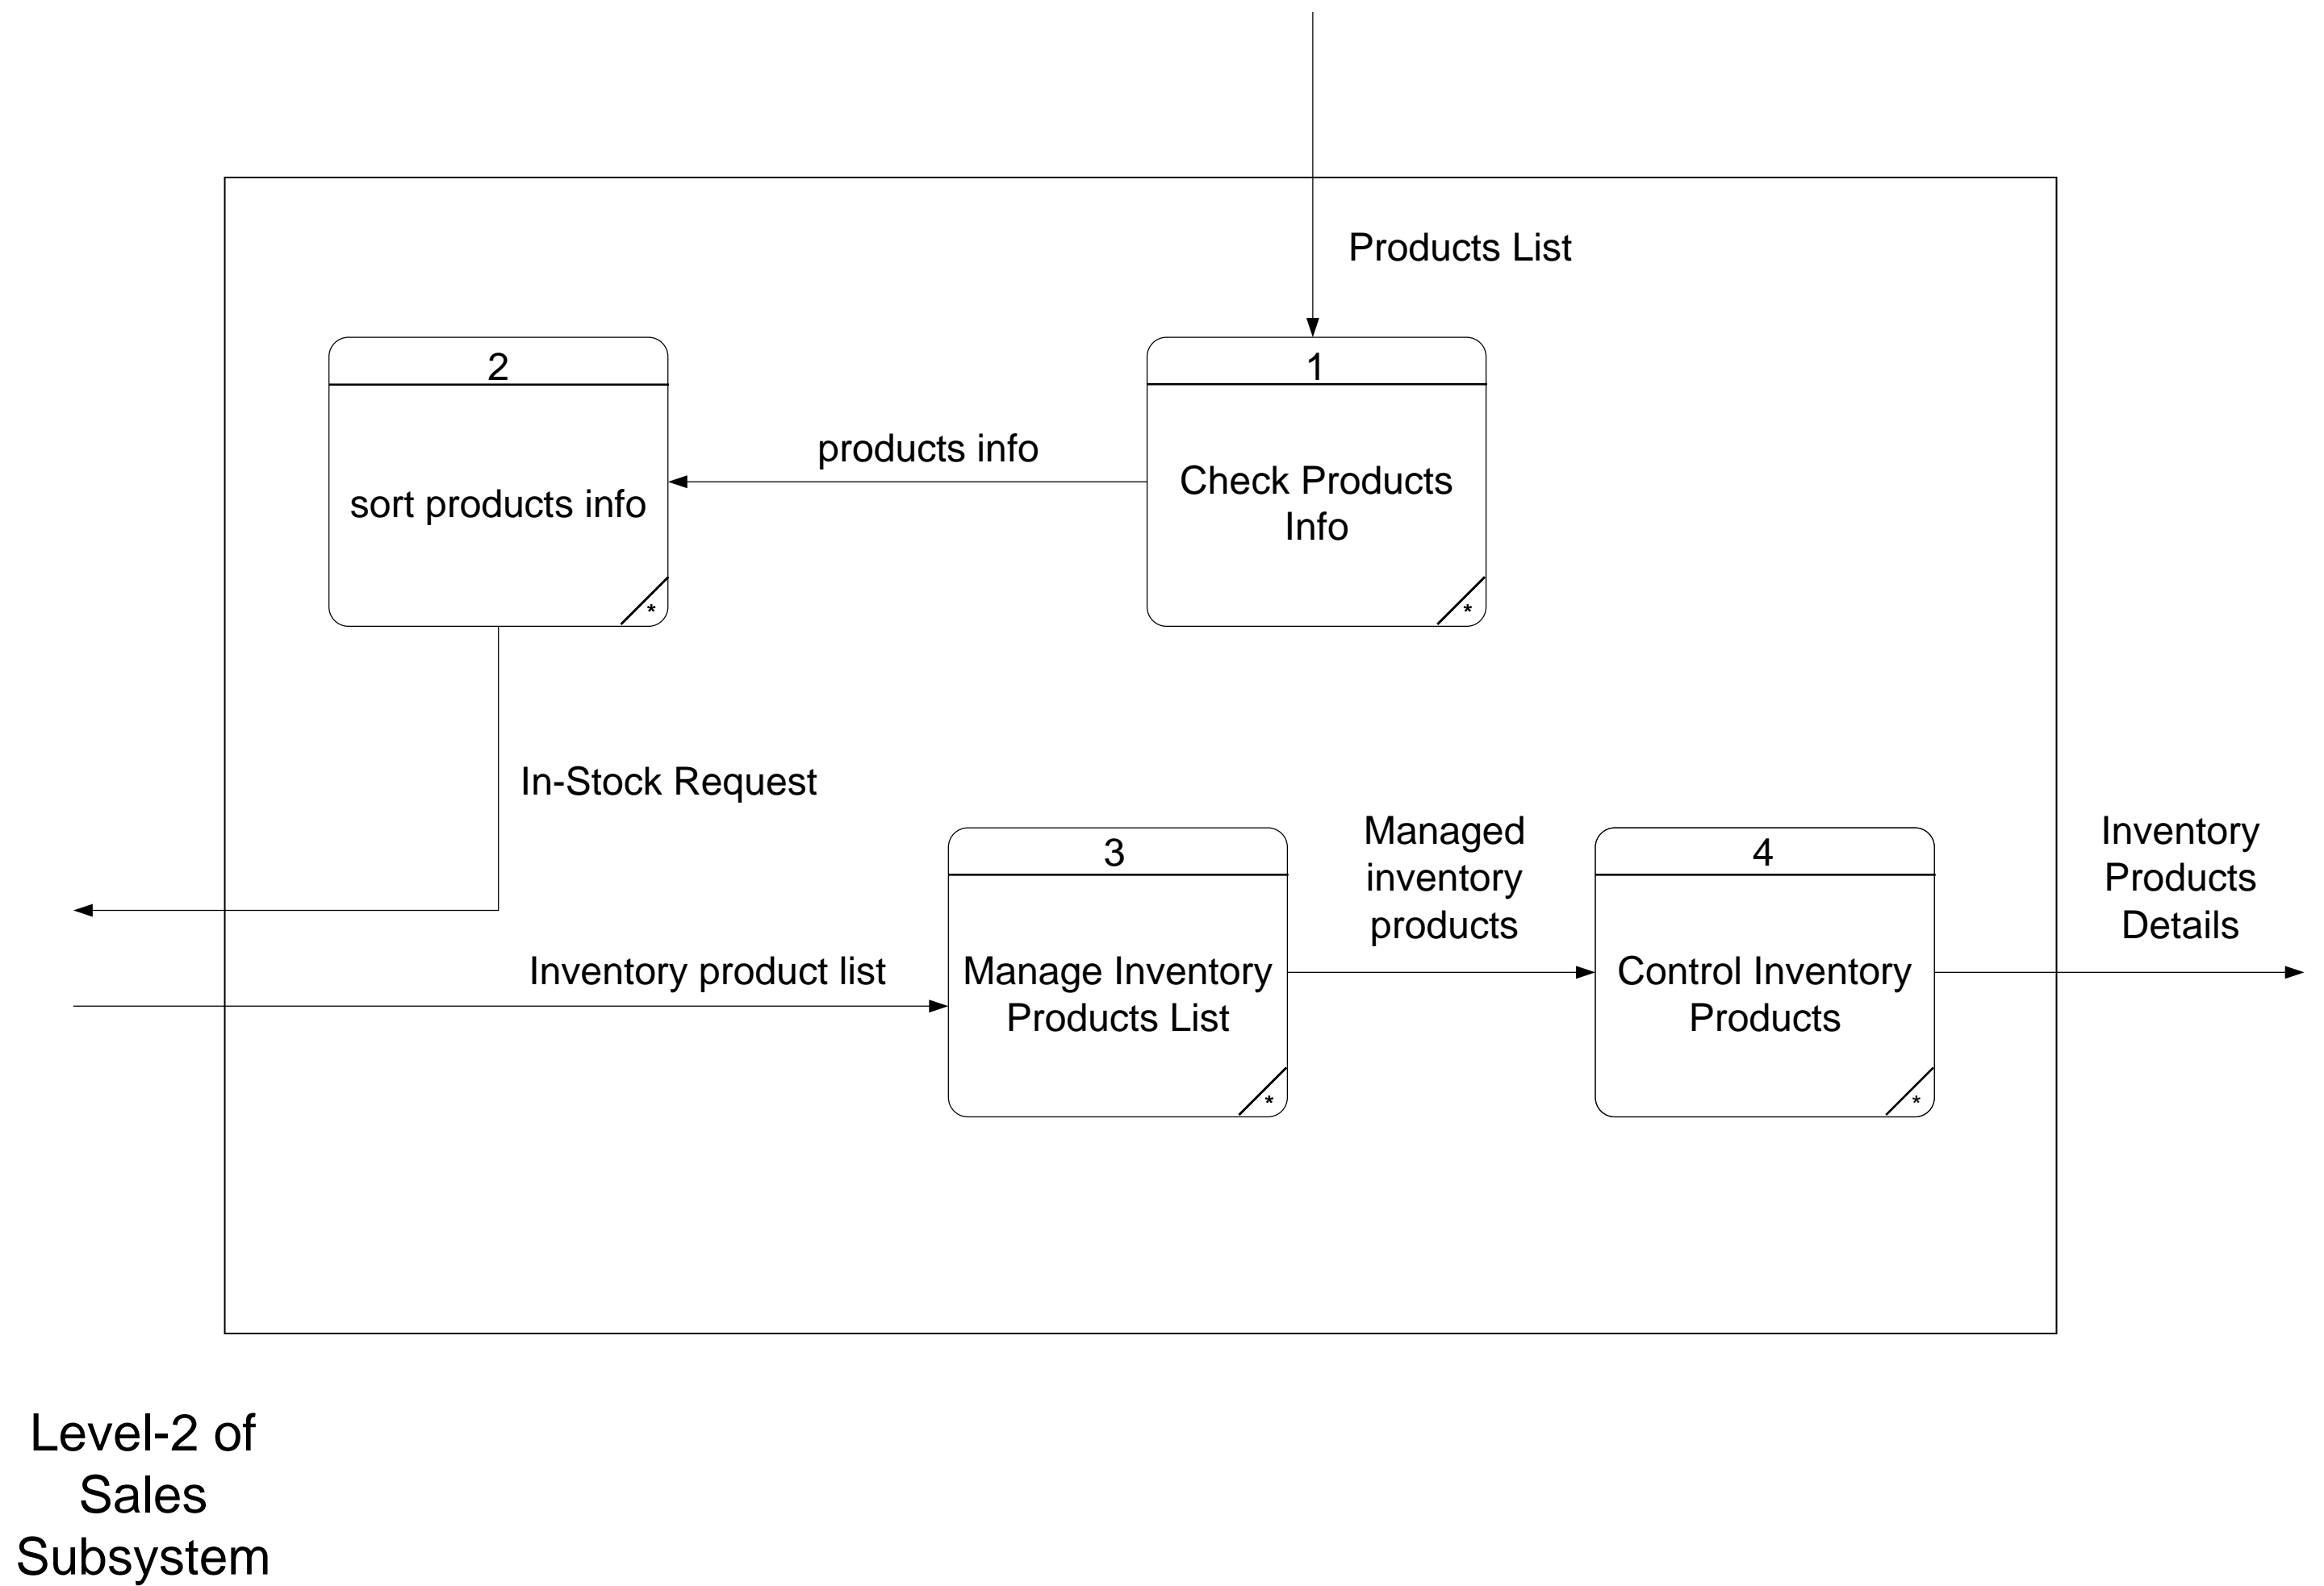 Products List
2
1
products info
sort products info
Check Products
Info
*
*
In-Stock Request
Managed
inventory
products
Inventory
Products
Details
3
4
Inventory product list
Manage Inventory
Products List
Control Inventory
Products
*
*
Level-2 of
Sales
Subsystem